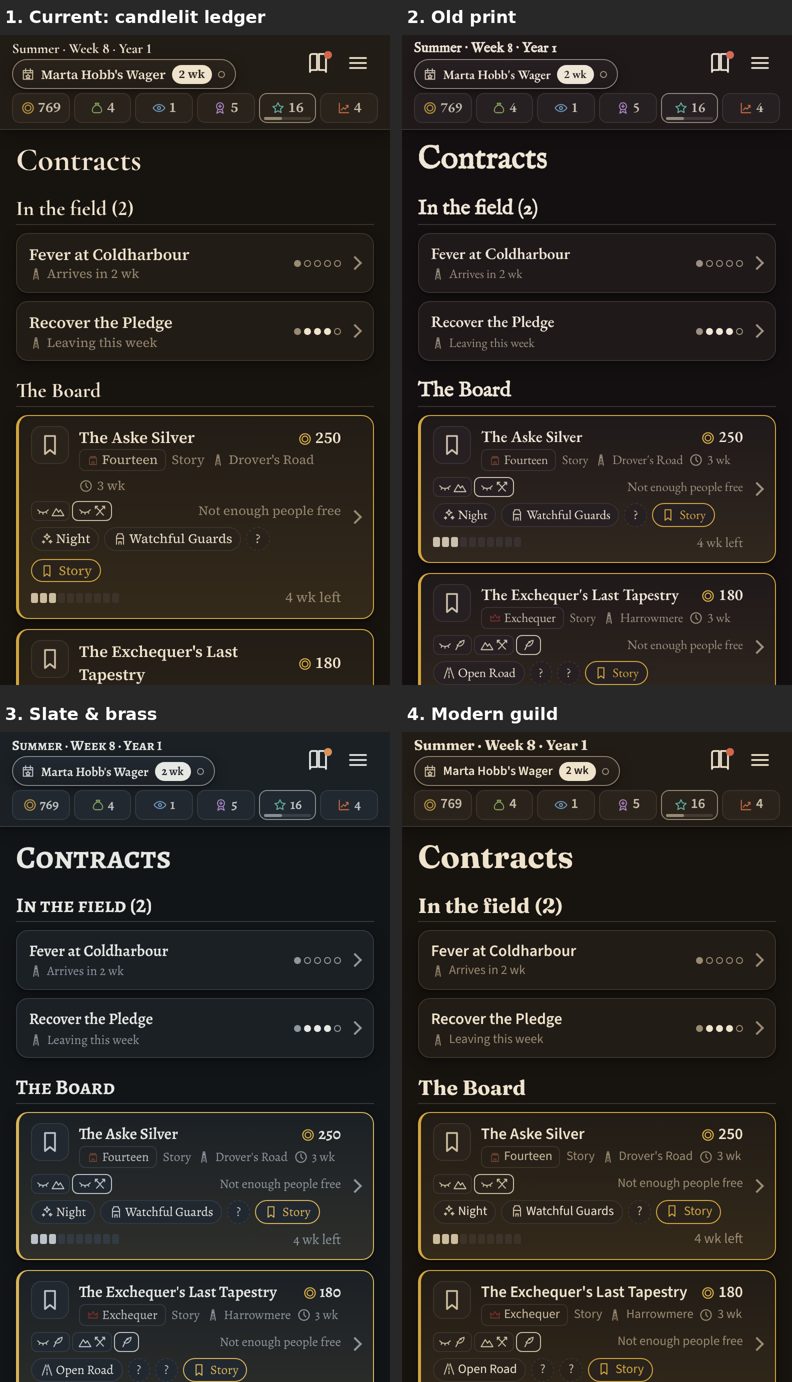 1. Current: candlelit ledger
Summer · Week 8 · Year 1
Marta Hobb's Wager 2 wk
769 4 1 5 16 4
Contracts
In the field (2)
Fever at Coldharbour
Arrives in 2 wk
Recover the Pledge
Leaving this week
The Board
The Aske Silver 250
Fourteen Story Drover's Road
3 wk
Not enough people free
Night Watchful Guards ?
Story
4 wk left
The Exchequer's Last
Tapestry 180
2. Old print
Summer · Week 8 · Year 1
Marta Hobb's Wager 2 wk
769 4 1 5 16 4
Contracts
In the field (2)
Fever at Coldharbour
Arrives in 2 wk
Recover the Pledge
Leaving this week
The Board
The Aske Silver 250
Fourteen Story Drover's Road 3 wk
Not enough people free
Night Watchful Guards ? Story
4 wk left
The Exchequer's Last Tapestry 180
Exchequer Story Harrowmere 3 wk
Not enough people free
Open Road ? ? Story
3. Slate & brass
Summer · Week 8 · Year 1
Marta Hobb's Wager 2 wk
769 4 1 5 16 4
Contracts
In the field (2)
Fever at Coldharbour
Arrives in 2 wk
Recover the Pledge
Leaving this week
The Board
The Aske Silver 250
Fourteen Story Drover's Road 3 wk
Not enough people free
Night Watchful Guards ? Story
4 wk left
The Exchequer's Last Tapestry 180
Exchequer Story Harrowmere 3 wk
Not enough people free
Open Road ? ? Story
4. Modern guild
Summer · Week 8 · Year 1
Marta Hobb's Wager 2 wk
769 4 1 5 16 4
Contracts
In the field (2)
Fever at Coldharbour
Arrives in 2 wk
Recover the Pledge
Leaving this week
The Board
The Aske Silver 250
Fourteen Story Drover's Road 3 wk
Not enough people free
Night Watchful Guards ? Story
4 wk left
The Exchequer's Last Tapestry 180
Exchequer Story Harrowmere 3 wk
Not enough people free
Open Road ? ? Story